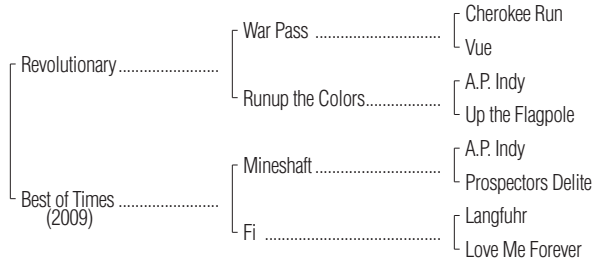 Cherokee Run
War Pass
Vue
Revolutionary
A.P. Indy
Runup the Colors
Up the Flagpole
A.P. Indy
Mineshaft
Prospectors Delite
Best of Times
(2009)
Langfuhr
Fi
Love Me Forever